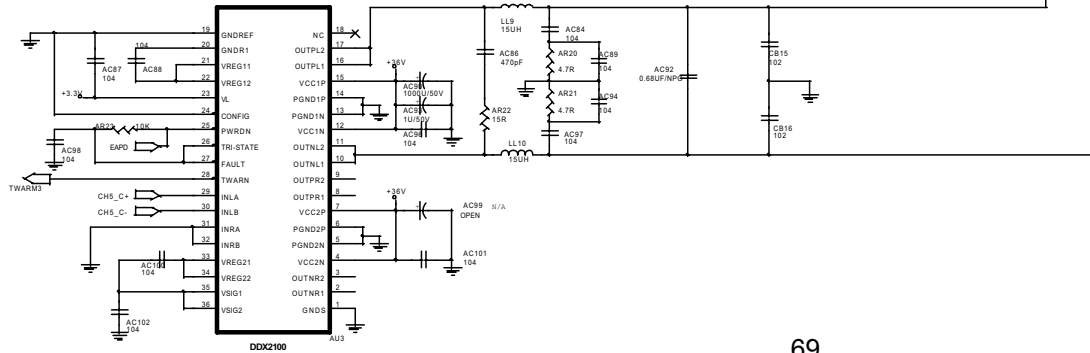 19 GNDREF
20 GNDR1
21 VREG11
22 VREG12
23 VL
24 CONFIG
25 PWRDN
26 TRI-STATE
27 FAULT
28 TWARN
29 INLA
30 INLB
31 INRA
32 INRB
33 VREG21
34 VREG22
35 VSIG1
36 VSIG2
NC 18
OUTPL2 17
OUTPL1 16
VCC1P 15
PGND1P 14
PGND1N 13
VCC1N 12
OUTNL2 11
OUTNL1 10
OUTPR2 9
OUTPR1 8
VCC2P 7
PGND2P 6
PGND2N 5
VCC2N 4
OUTNR2 3
OUTNR1 2
GNDS 1
AU3
DDX2100
AC87
104
104
AC88
+3.3V
AR23 10K
AC98
104
EAPD
TWARM3
CH5_C+
CH5_C-
AC100
104
AC102
104
+36V
1000U/50V
1U/50V
AC96
104
+36V
AC99 N/A
OPEN
AC101
104
LL9
15UH
AC86
470pF
AR22
15R
LL10
15UH
AC84
104
AR20
4.7R
AC89
104
AR21
4.7R
AC94
104
AC97
104
AC92
0.68UF/NPG
CB15
102
CB16
102
69